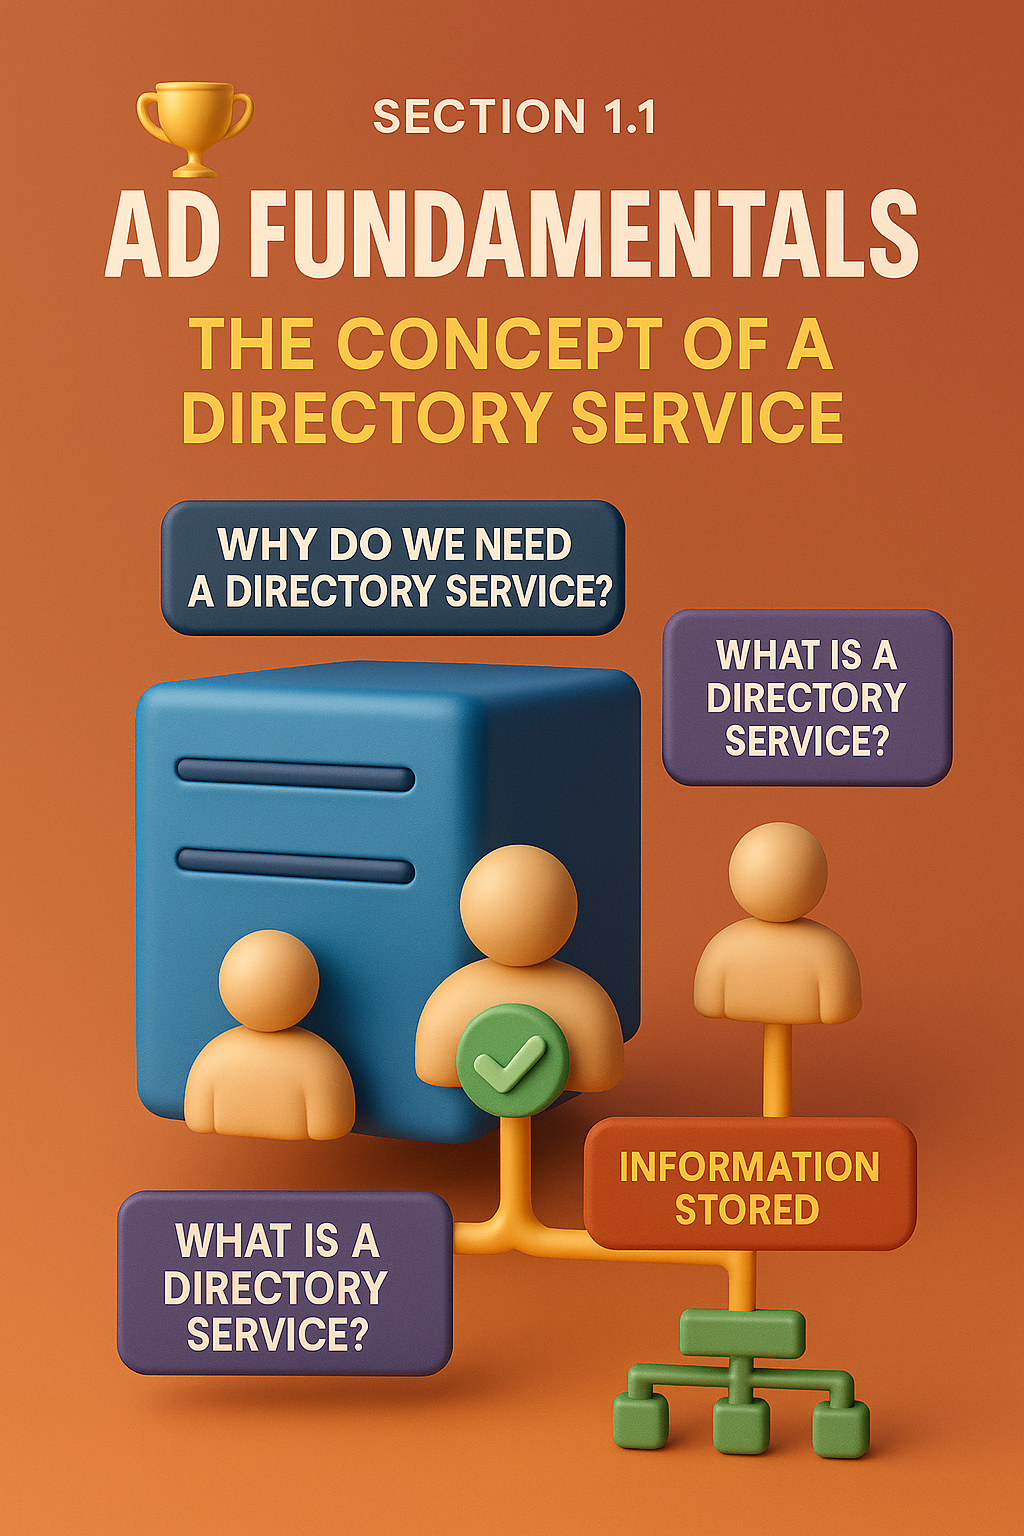 SECTION 1.1
AD FUNDAMENTALS
THE CONCEPT OF A
DIRECTORY SERVICE
WHY DO WE NEED
A DIRECTORY SERVICE?
WHAT IS A
DIRECTORY
SERVICE?
INFORMATION
STORED
WHAT IS A
DIRECTORY
SERVICE?